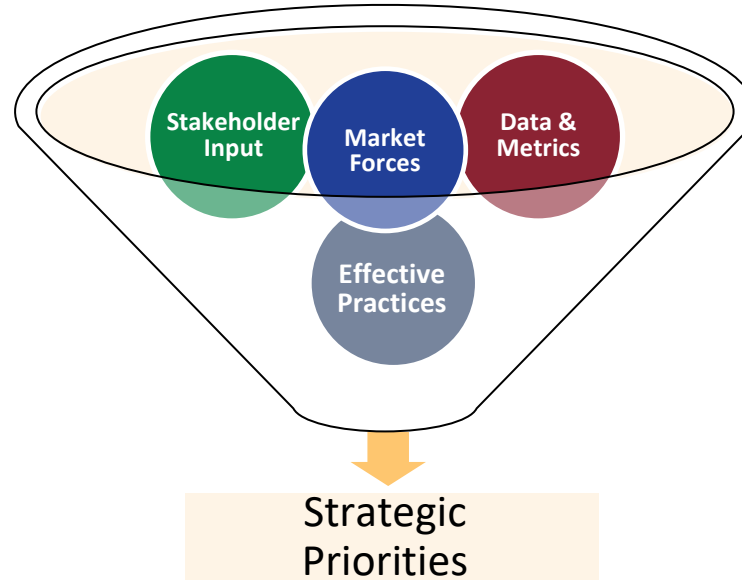 Stakeholder
Input
Market
Forces
Data &
Metrics
Effective
Practices
Strategic
Priorities